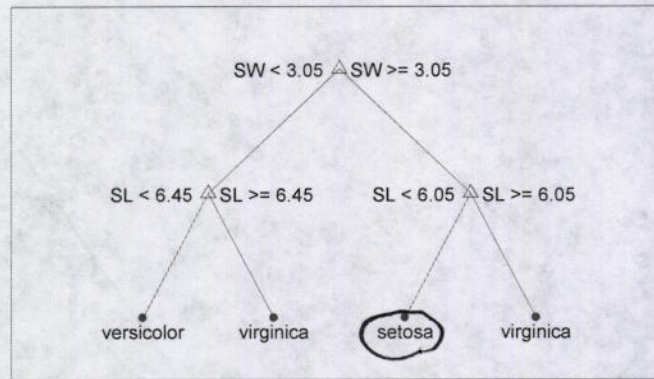 SW < 3.05 SW >= 3.05
SL < 6.45 SL >= 6.45 SL < 6.05 SL >= 6.05
versicolor virginica setosa virginica